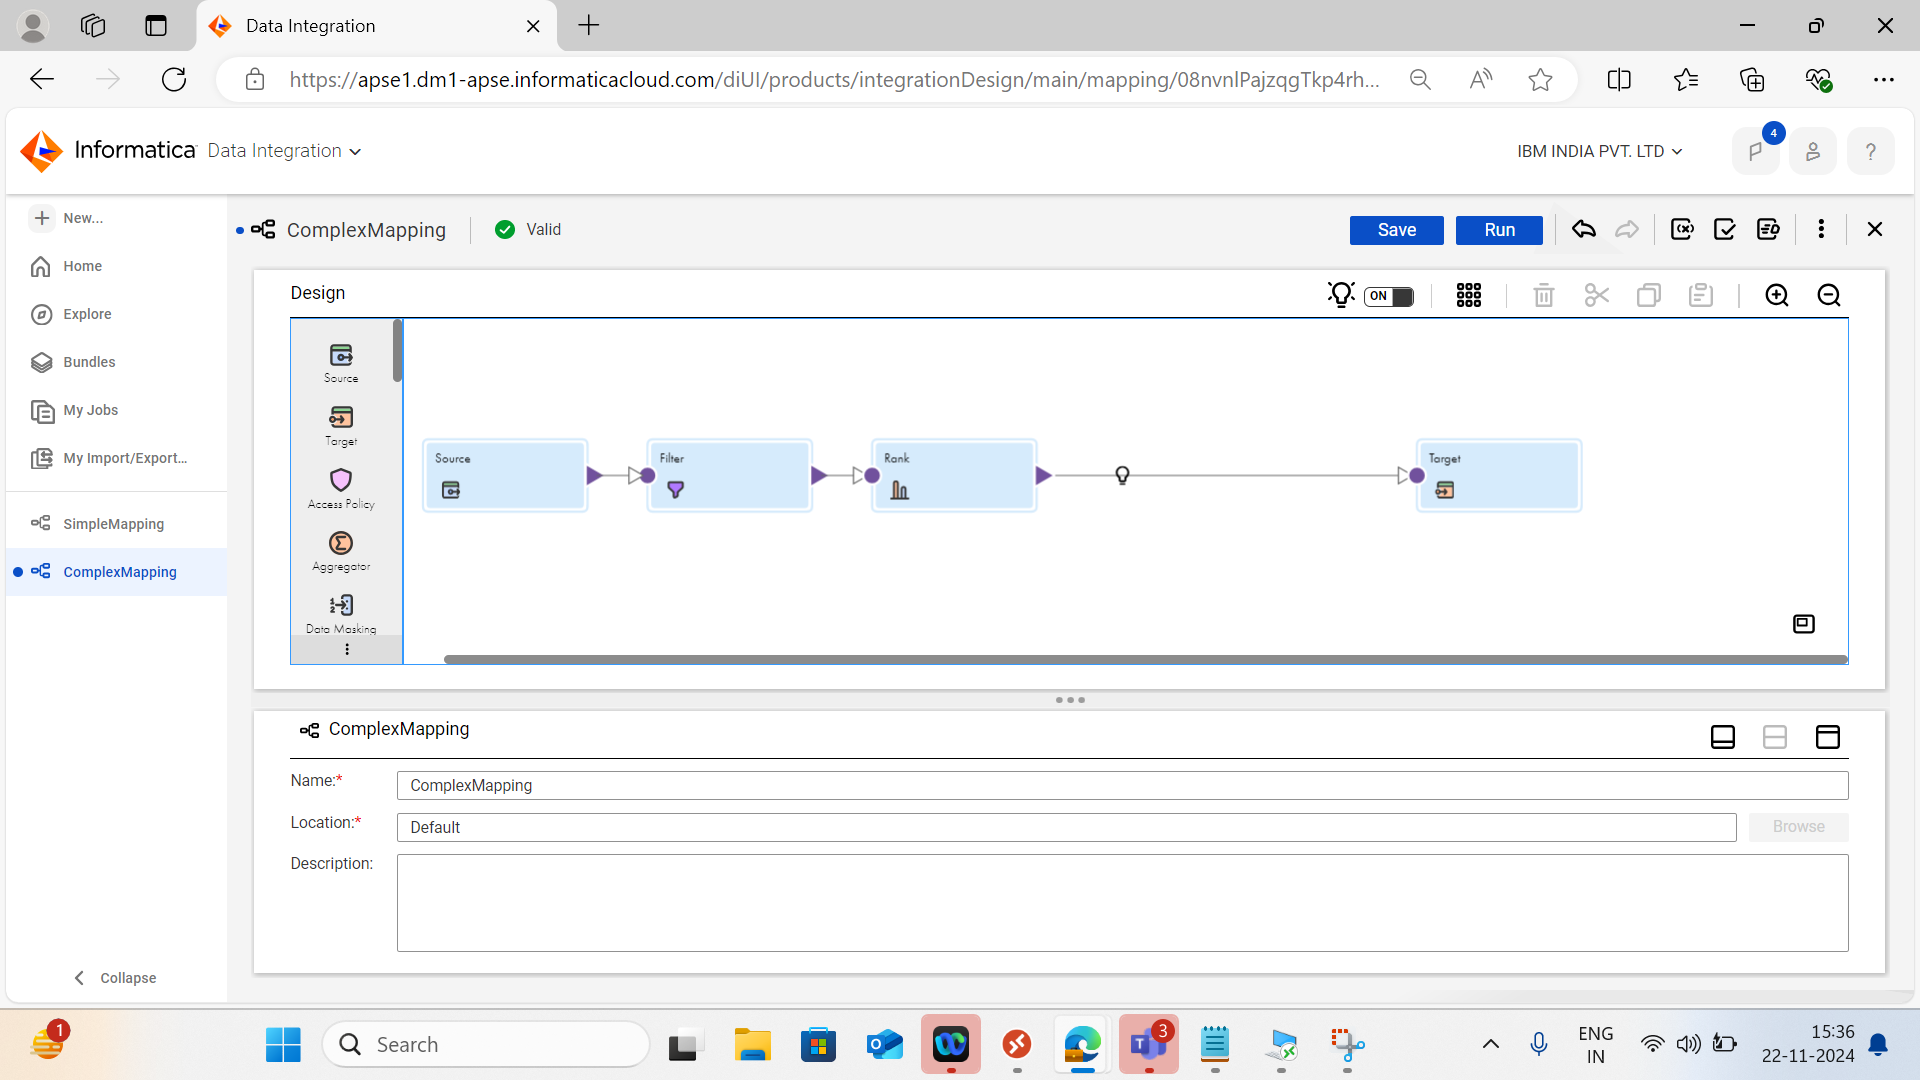 Data Integration
https://apse1.dm1-apse.informaticacloud.com/diUI/products/integrationDesign/main/mapping/08nvnlPajzqgTkp4rh...
Informatica Data Integration
IBM INDIA PVT. LTD
4
?
New...
Home
Explore
Bundles
My Jobs
My Import/Export...
SimpleMapping
ComplexMapping
Collapse
ComplexMapping
Valid
Save
Run
Design
ON
Source
Target
Access Policy
Aggregator
Data Masking
Source
Filter
Rank
Target
ComplexMapping
Name:*
ComplexMapping
Location:*
Default
Browse
Description:
1
Search
3
ENG
IN
15:36
22-11-2024